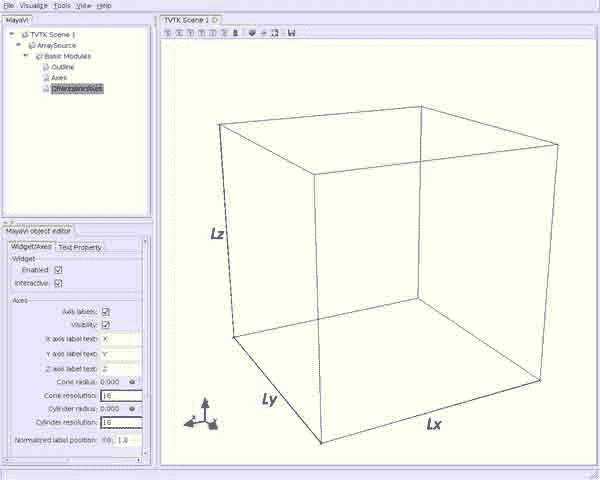 File Visualize Tools View Help
MayaVi
TVTK Scene 1
ArraySource
Basic Modules
Outline
Axes
MayaVi object editor
Widget/Axes Text Property
Widget
Enabled:
Interactive:
Axes
Axis labels:
Visibility:
X axis label text: X
Y axis label text: Y
Z axis label text: Z
Cone radius: 0.000
Cone resolution: 16
Cylinder radius: 0.000
Cylinder resolution: 16
Normalized label position: 1.0
TVTK Scene 1
Lz
Ly
Lx